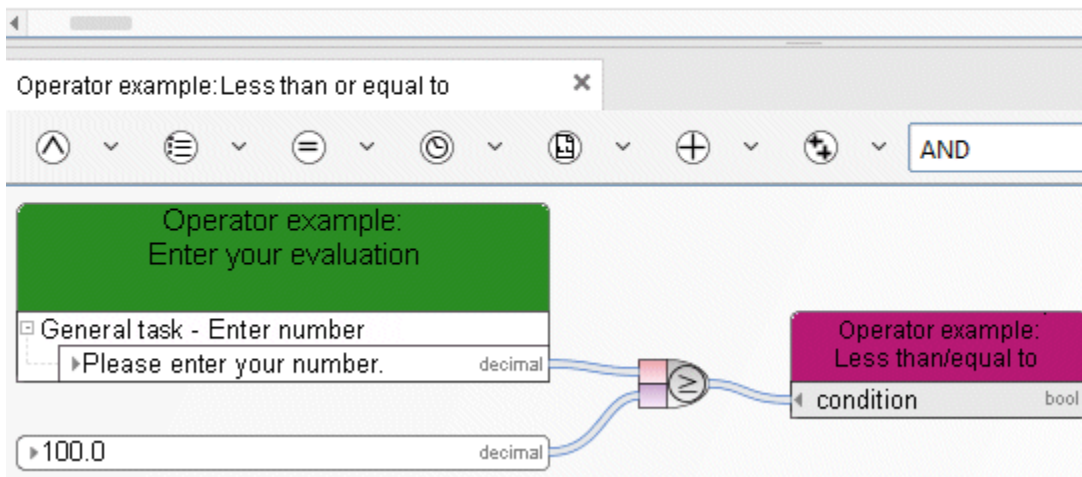 Operator example:Less than or equal to
AND
Operator example:
Enter your evaluation
General task - Enter number
Please enter your number. decimal
100.0 decimal
≥
Operator example:
Less than/equal to
condition bool